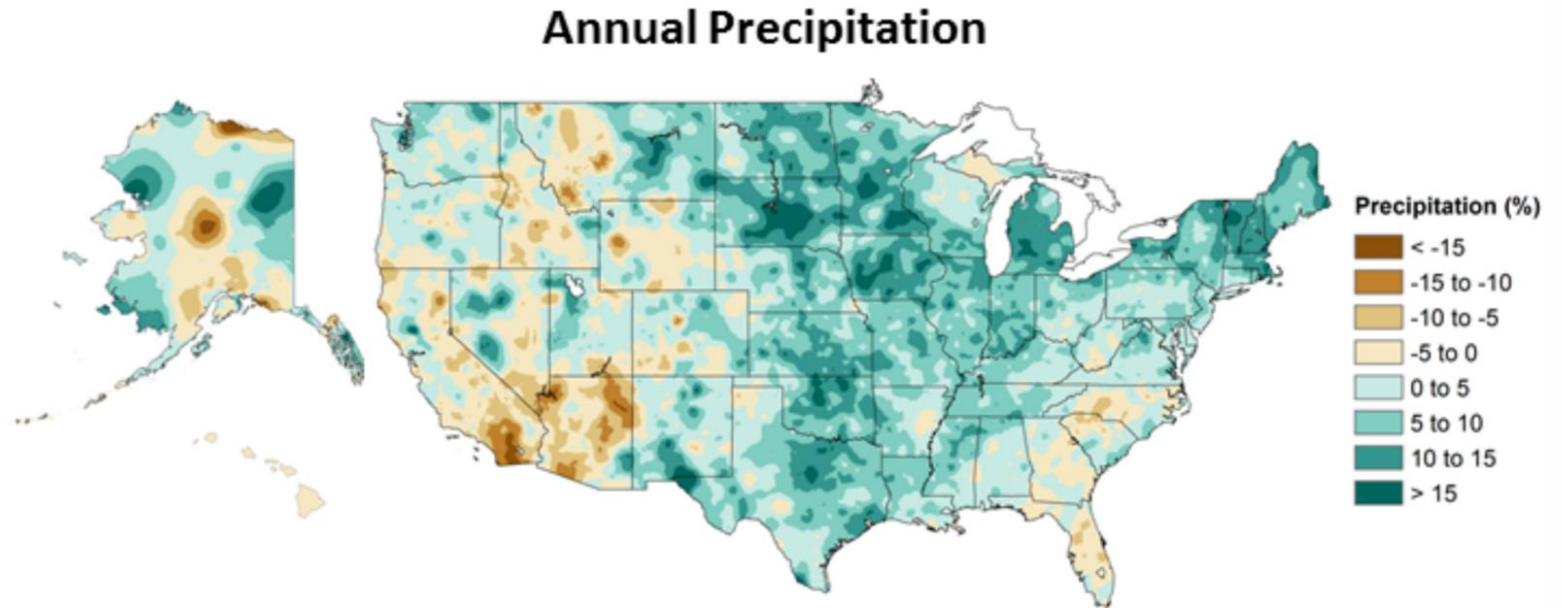 Annual Precipitation
Precipitation (%)
< -15
-15 to -10
-10 to -5
-5 to 0
0 to 5
5 to 10
10 to 15
> 15